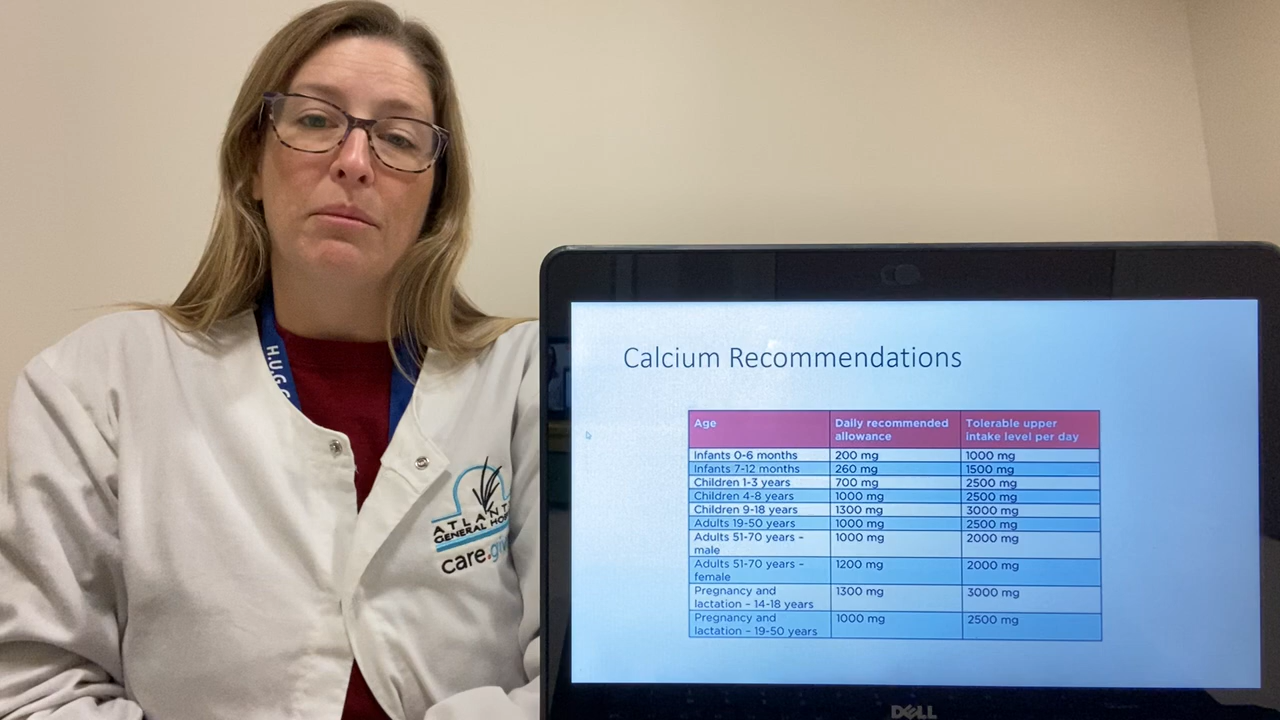 H.U.G.
ATLANT
GENERAL HOS
care.giv
Calcium Recommendations
Age Daily recommended allowance Tolerable upper intake level per day
Infants 0-6 months 200 mg 1000 mg
Infants 7-12 months 260 mg 1500 mg
Children 1-3 years 700 mg 2500 mg
Children 4-8 years 1000 mg 2500 mg
Children 9-18 years 1300 mg 3000 mg
Adults 19-50 years 1000 mg 2500 mg
Adults 51-70 years – male 1000 mg 2000 mg
Adults 51-70 years – female 1200 mg 2000 mg
Pregnancy and lactation – 14-18 years 1300 mg 3000 mg
Pregnancy and lactation – 19-50 years 1000 mg 2500 mg
DELL